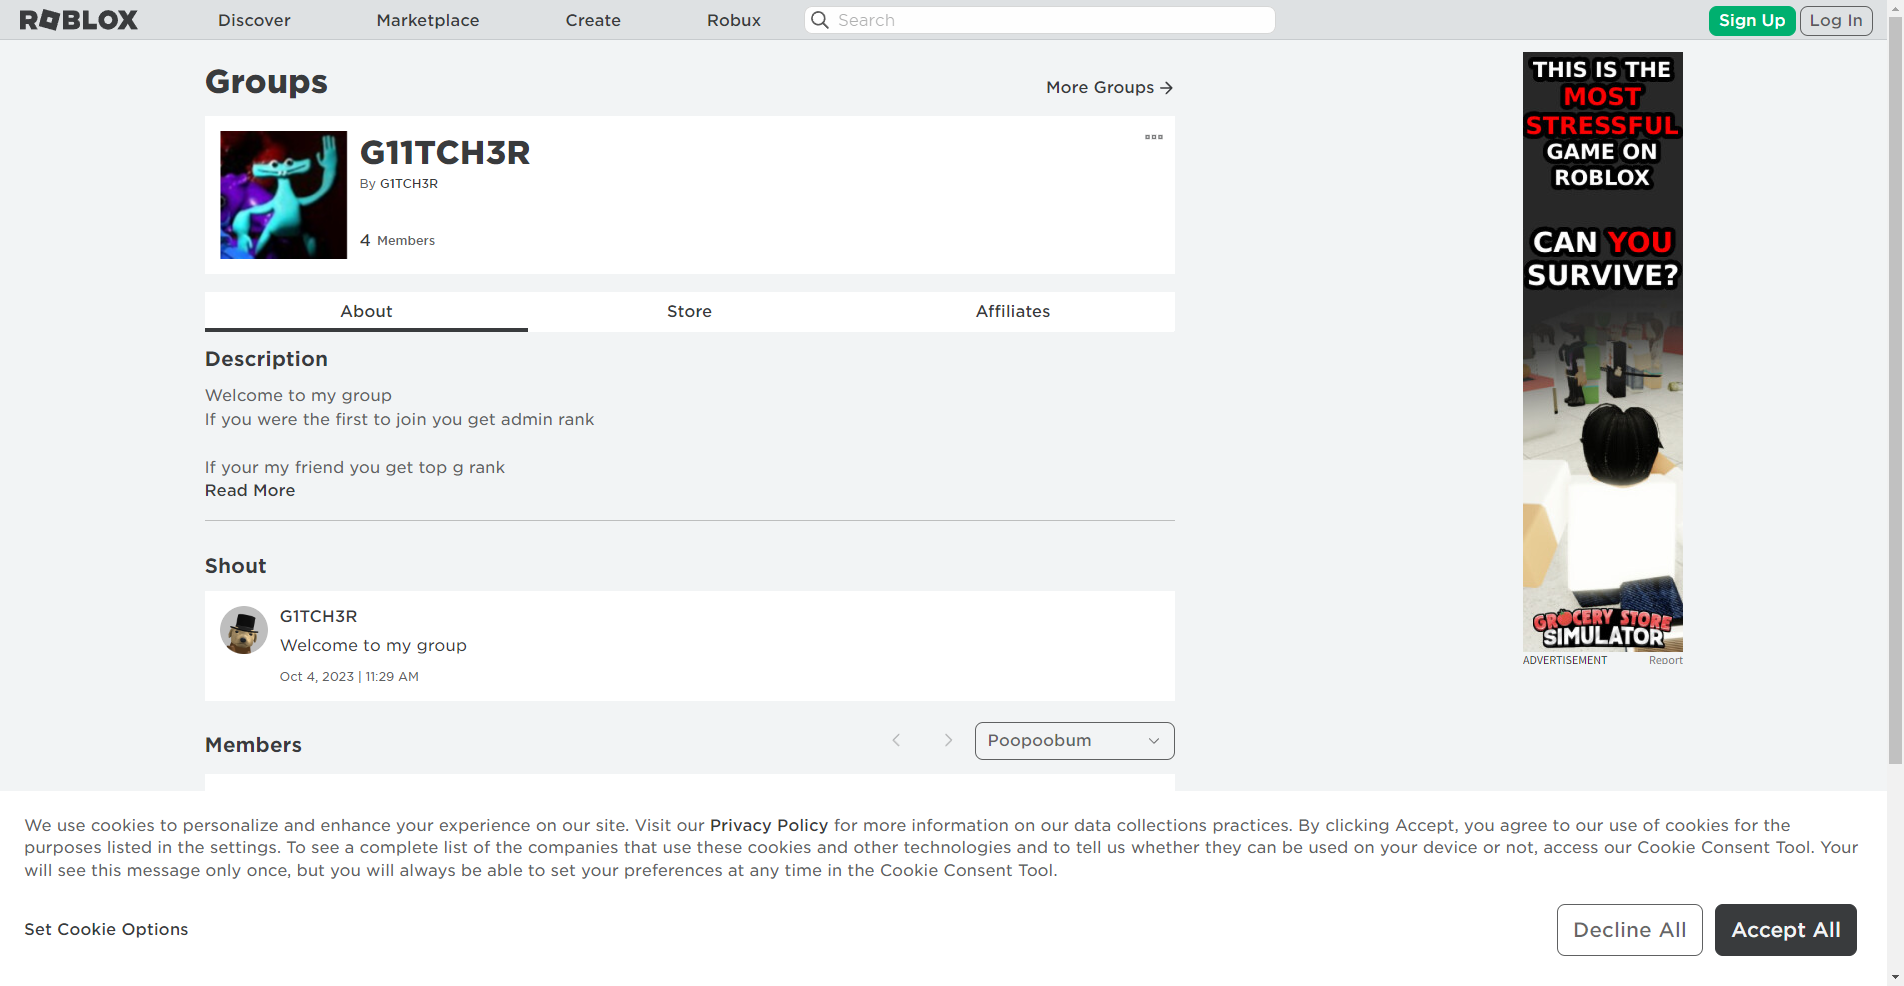 ROBLOX
Discover
Marketplace
Create
Robux
Search
Sign Up
Log In
Groups
More Groups
G11TCH3R
By G1TCH3R
4 Members
About
Store
Affiliates
Description
Welcome to my group
If you were the first to join you get admin rank
If your my friend you get top g rank
Read More
Shout
G1TCH3R
Welcome to my group
Oct 4, 2023 | 11:29 AM
Members
Poopoobum
THIS IS THE
MOST
STRESSFUL
GAME ON
ROBLOX
CAN YOU
SURVIVE?
GROCERY STORE
SIMULATOR
ADVERTISEMENT
Report
We use cookies to personalize and enhance your experience on our site. Visit our Privacy Policy for more information on our data collections practices. By clicking Accept, you agree to our use of cookies for the
purposes listed in the settings. To see a complete list of the companies that use these cookies and other technologies and to tell us whether they can be used on your device or not, access our Cookie Consent Tool. Your
will see this message only once, but you will always be able to set your preferences at any time in the Cookie Consent Tool.
Set Cookie Options
Decline All
Accept All